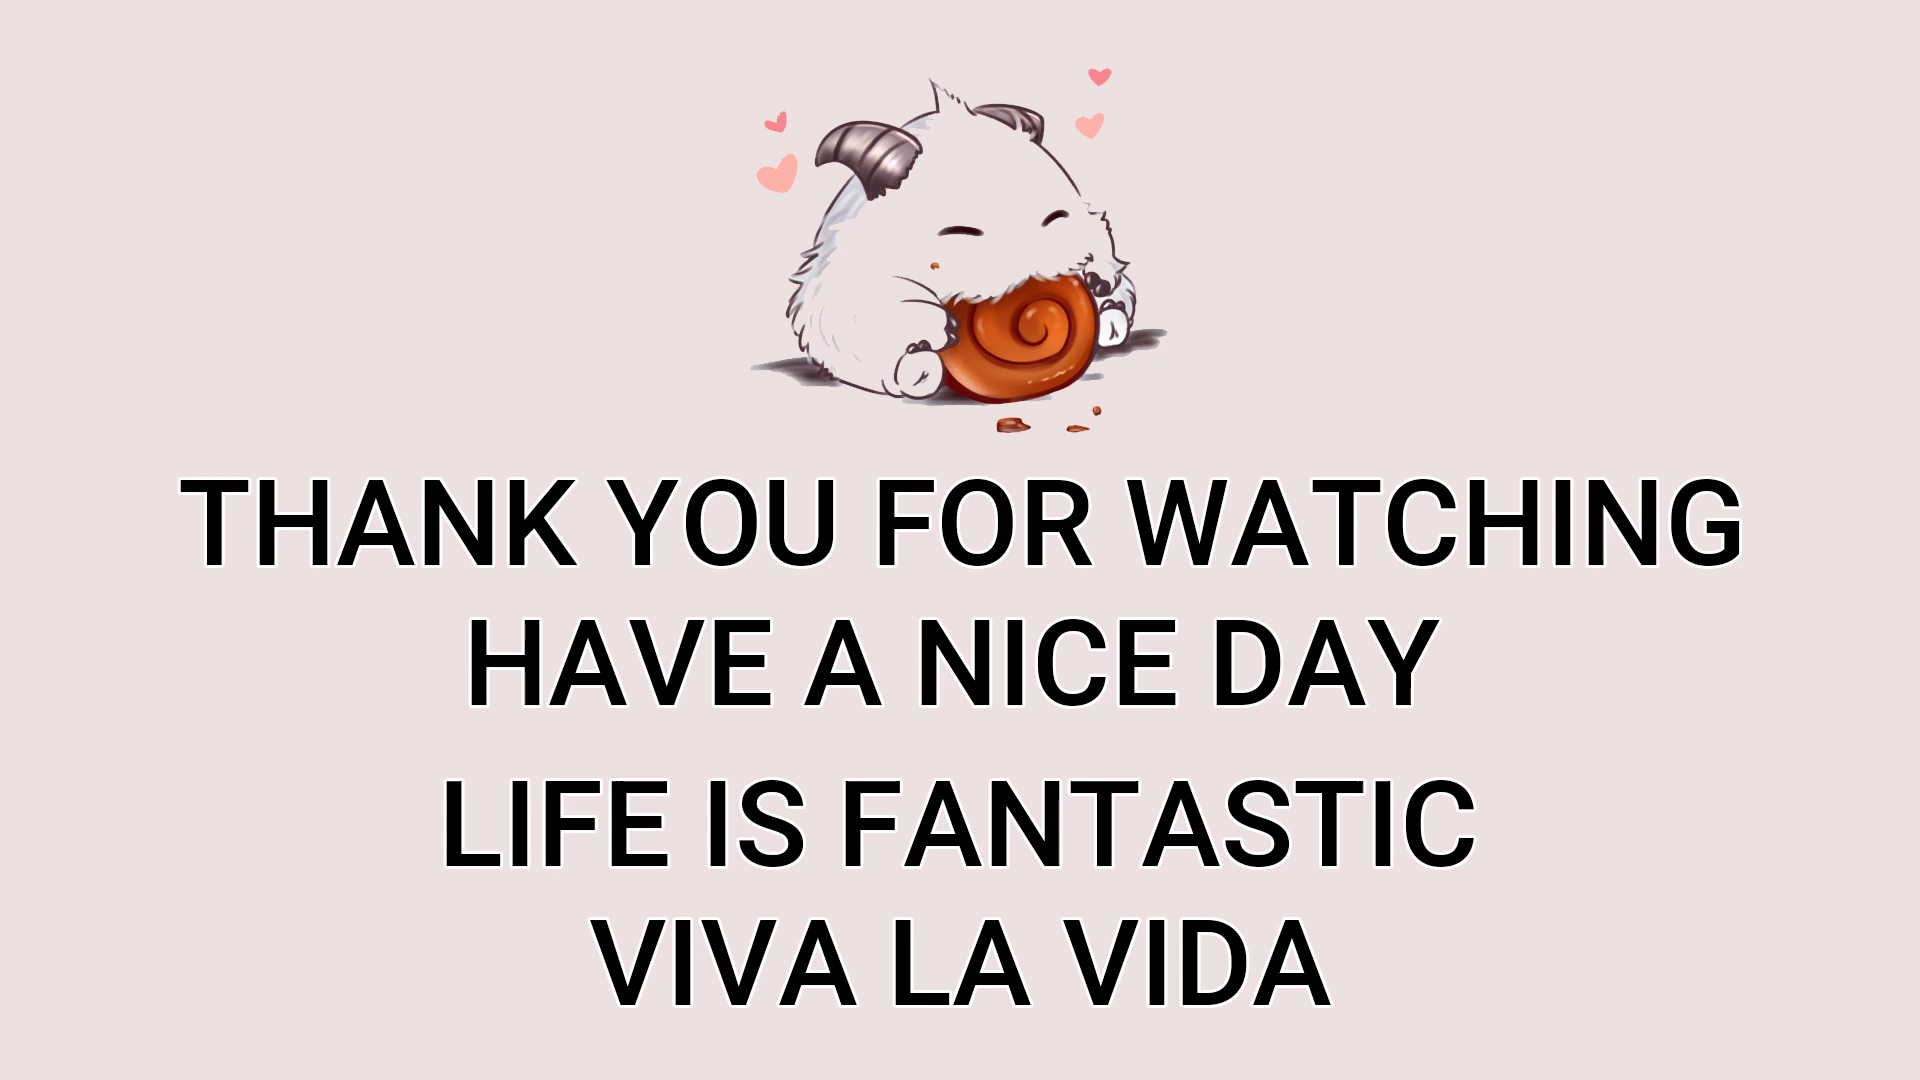 THANK YOU FOR WATCHING
HAVE A NICE DAY
LIFE IS FANTASTIC
VIVA LA VIDA